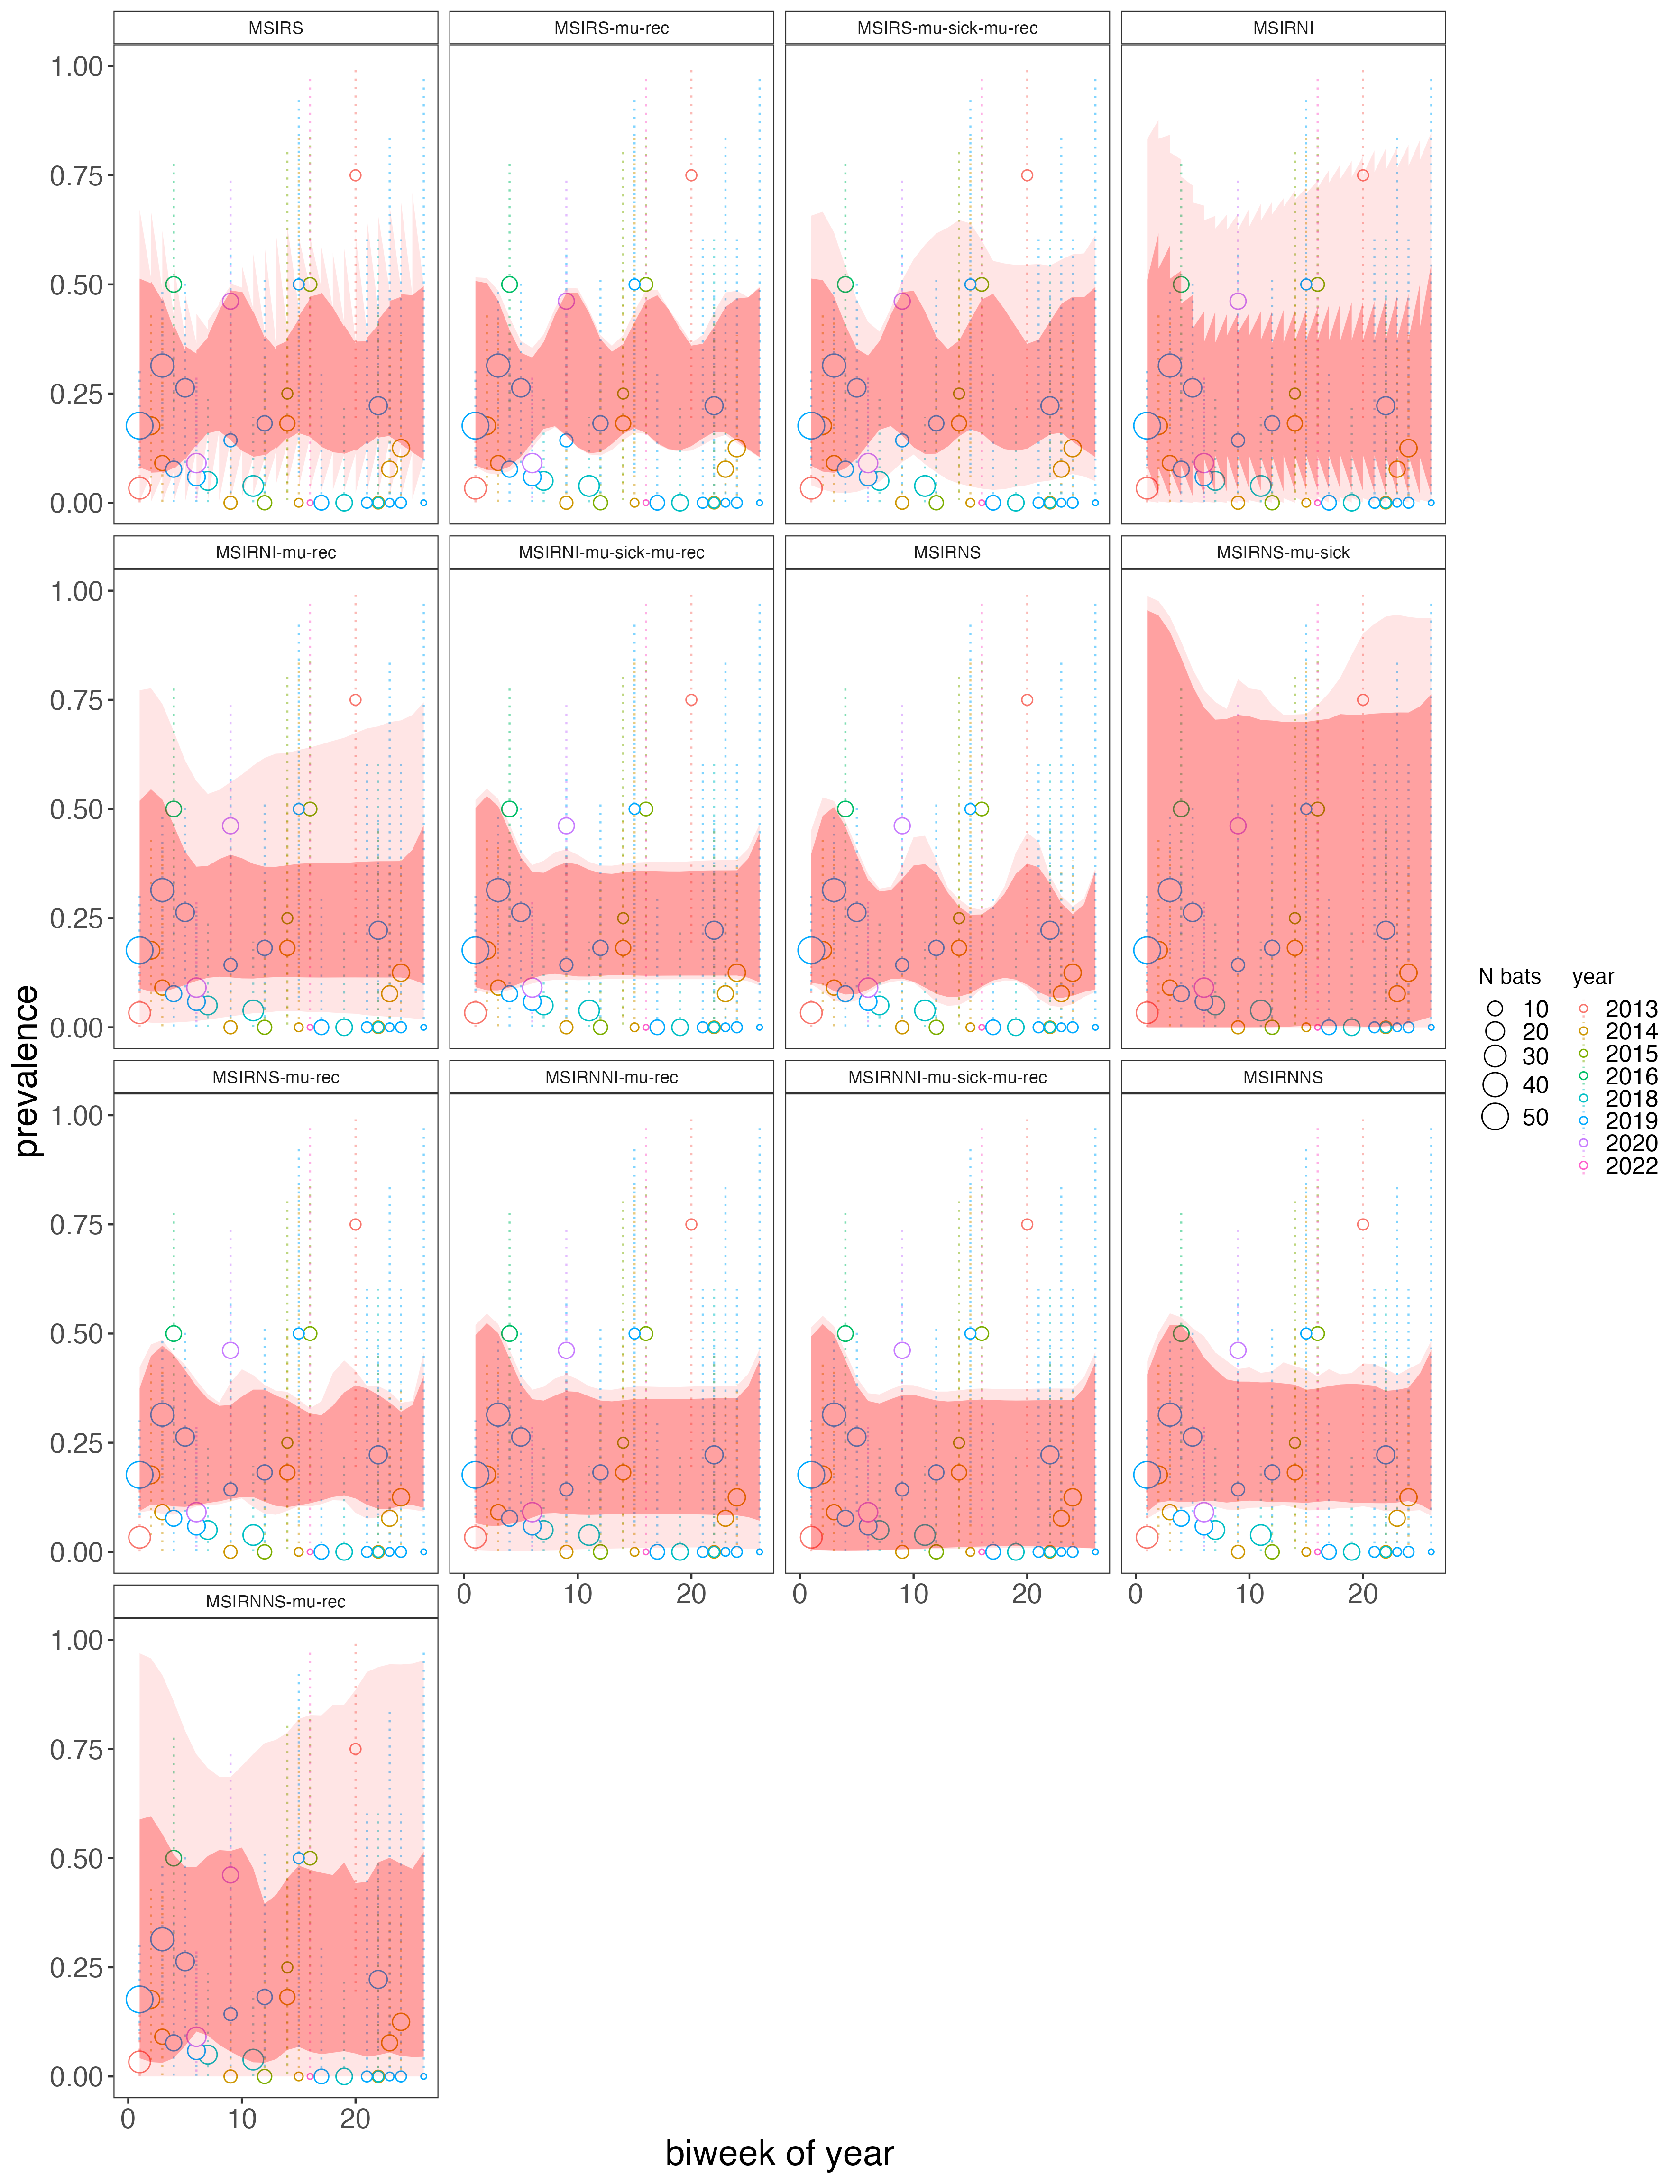 MSIRS
MSIRS-mu-rec
MSIRS-mu-sick-mu-rec
MSIRNI
1.00
0.75
0.50
0.25
0.00
MSIRNI-mu-rec
MSIRNI-mu-sick-mu-rec
MSIRNS
MSIRNS-mu-sick
1.00
0.75
0.50
0.25
0.00
MSIRNS-mu-rec
MSIRNNI-mu-rec
MSIRNNI-mu-sick-mu-rec
MSIRNNS
1.00
0.75
0.50
0.25
0.00
0 10 20
0 10 20
0 10 20
MSIRNNS-mu-rec
1.00
0.75
0.50
0.25
0.00
0 10 20
biweek of year
prevalence
N bats
10
20
30
40
50
year
2013
2014
2015
2016
2018
2019
2020
2022